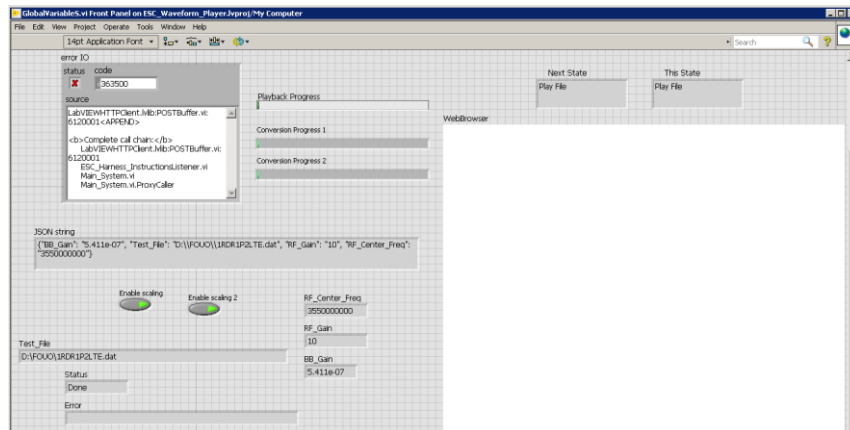 GlobalVariableS.vi Front Panel on ESC_Waveform_Player.lvproj/My Computer
File Edit View Project Operate Tools Window Help
14pt Application Font
Search
error IO
status code
363500
source
LabVIEWHTTPClient.lvlib:POSTBuffer.vi:
6120001<APPEND>
<b>Complete call chain:</b>
LabVIEWHTTPClient.lvlib:POSTBuffer.vi:
6120001
ESC_Harness_InstructionsListener.vi
Main_System.vi
Main_System.vi.ProxyCaller
Playback Progress
Conversion Progress 1
Conversion Progress 2
Next State
Play File
This State
Play File
WebBrowser
JSON string
{"BB_Gain": "5.411e-07", "Test_File": "D:\\FOUO\\1RDR1P2LTE.dat", "RF_Gain": "10", "RF_Center_Freq":
"3550000000"}
Enable scaling
Enable scaling 2
RF_Center_Freq
3550000000
RF_Gain
10
BB_Gain
5.411e-07
Test_File
D:\FOUO\1RDR1P2LTE.dat
Status
Done
Error